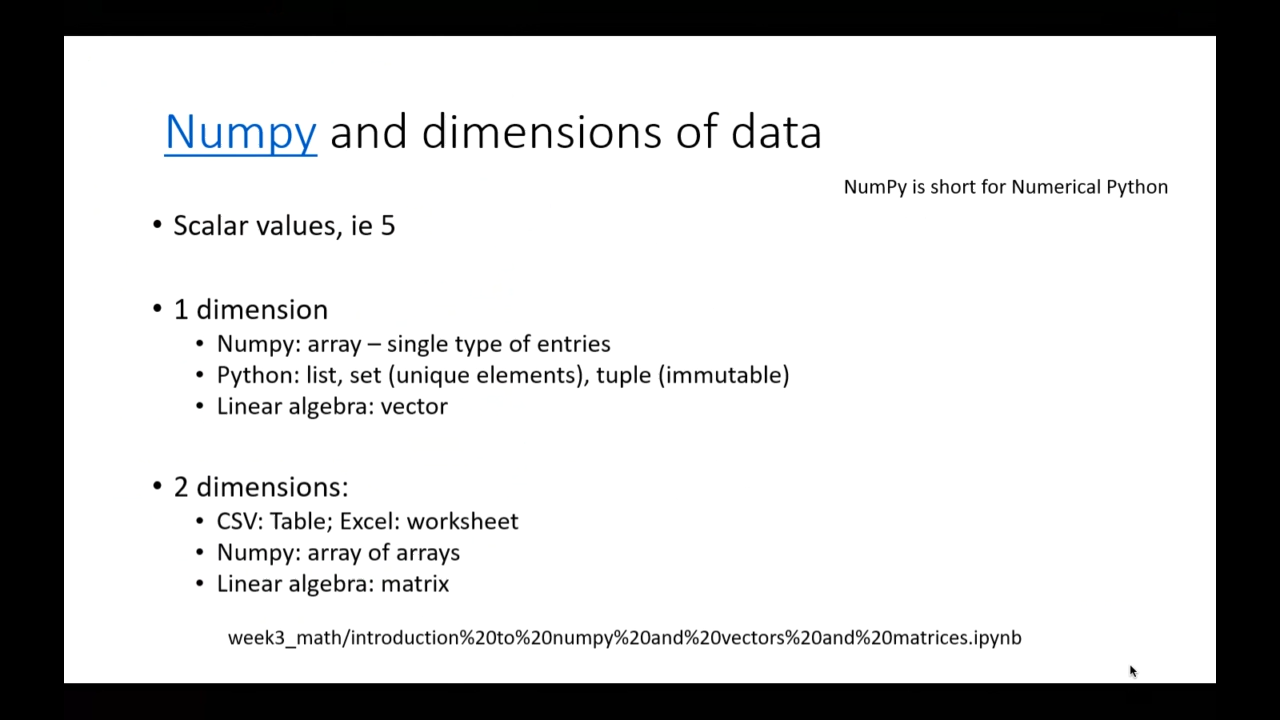 Numpy and dimensions of data
NumPy is short for Numerical Python
• Scalar values, ie 5
• 1 dimension
• Numpy: array – single type of entries
• Python: list, set (unique elements), tuple (immutable)
• Linear algebra: vector
• 2 dimensions:
• CSV: Table; Excel: worksheet
• Numpy: array of arrays
• Linear algebra: matrix
week3_math/introduction%20to%20numpy%20and%20vectors%20and%20matrices.ipynb